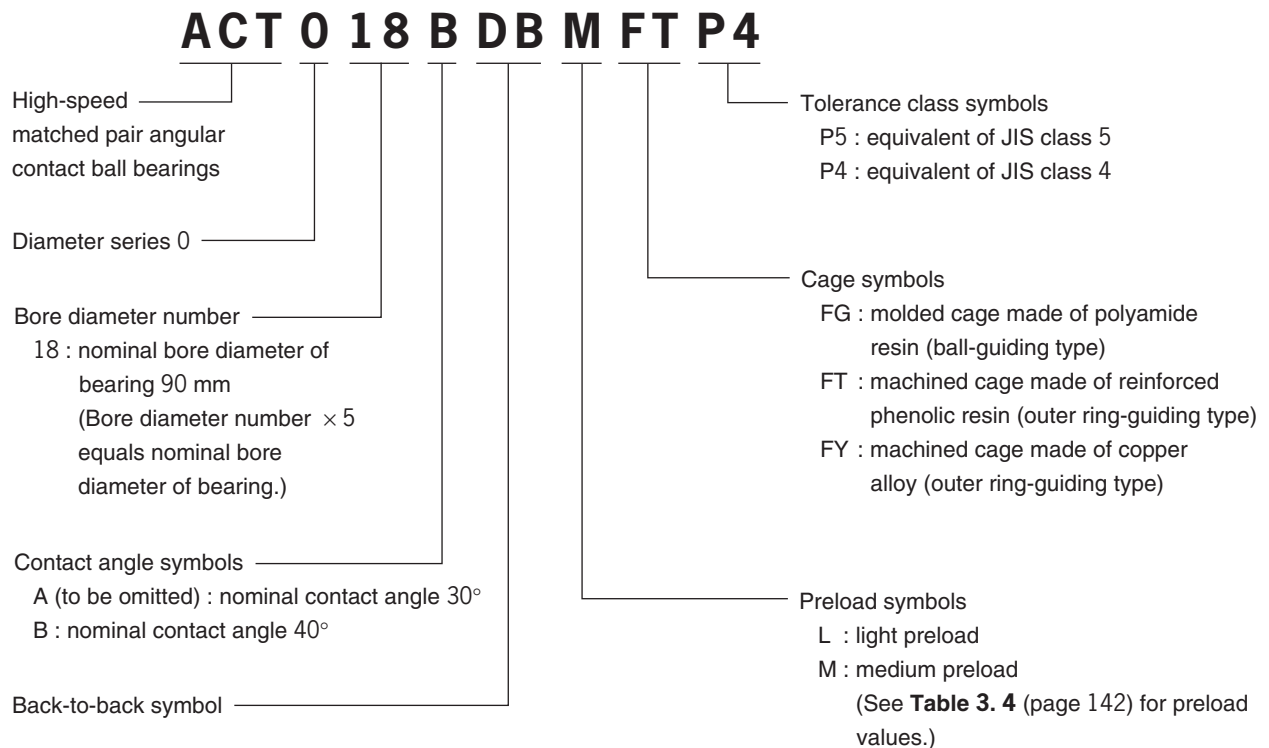 ACT 0 18 B DB M FT P4
High-speed
matched pair angular
contact ball bearings
Diameter series 0
Bore diameter number
18 : nominal bore diameter of
bearing 90 mm
(Bore diameter number × 5
equals nominal bore
diameter of bearing.)
Contact angle symbols
A (to be omitted) : nominal contact angle 30°
B : nominal contact angle 40°
Back-to-back symbol
Tolerance class symbols
P5 : equivalent of JIS class 5
P4 : equivalent of JIS class 4
Cage symbols
FG : molded cage made of polyamide
resin (ball-guiding type)
FT : machined cage made of reinforced
phenolic resin (outer ring-guiding type)
FY : machined cage made of copper
alloy (outer ring-guiding type)
Preload symbols
L : light preload
M : medium preload
(See Table 3. 4 (page 142) for preload
values.)